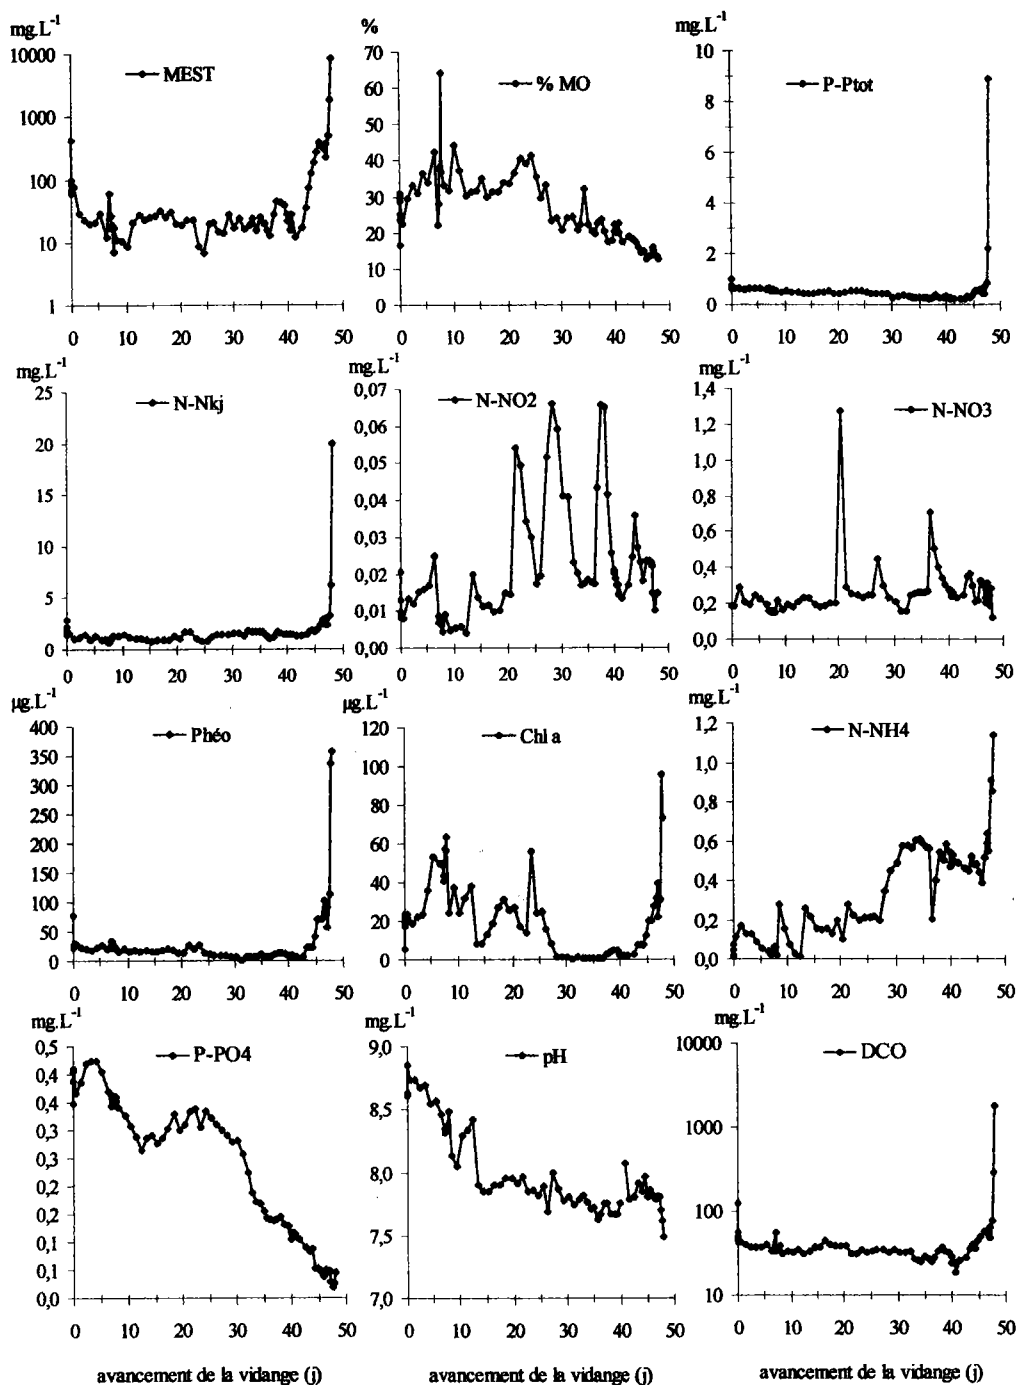 mg.L-1
10000
1000
100
10
1
MEST
0 10 20 30 40 50
%
70
60
50
40
30
20
10
0
% MO
0 10 20 30 40 50
mg.L-1
10
8
6
4
2
0
P-Ptot
0 10 20 30 40 50
mg.L-1
25
20
15
10
5
0
N-Nkj
0 10 20 30 40 50
mg.L-1
0,07
0,06
0,05
0,04
0,03
0,02
0,01
0,00
N-NO2
0 10 20 30 40 50
mg.L-1
1,4
1,2
1,0
0,8
0,6
0,4
0,2
0,0
N-NO3
0 10 20 30 40 50
µg.L-1
400
350
300
250
200
150
100
50
0
Phéo
0 10 20 30 40 50
µg.L-1
120
100
80
60
40
20
0
Chl a
0 10 20 30 40 50
mg.L-1
1,2
1,0
0,8
0,6
0,4
0,2
0,0
N-NH4
0 10 20 30 40 50
mg.L-1
0,5
0,4
0,4
0,3
0,3
0,2
0,2
0,1
0,1
0,0
P-PO4
0 10 20 30 40 50
avancement de la vidange (j)
mg.L-1
9,0
8,5
8,0
7,5
7,0
pH
0 10 20 30 40 50
avancement de la vidange (j)
mg.L-1
10000
1000
100
10
DCO
0 10 20 30 40 50
avancement de la vidange (j)